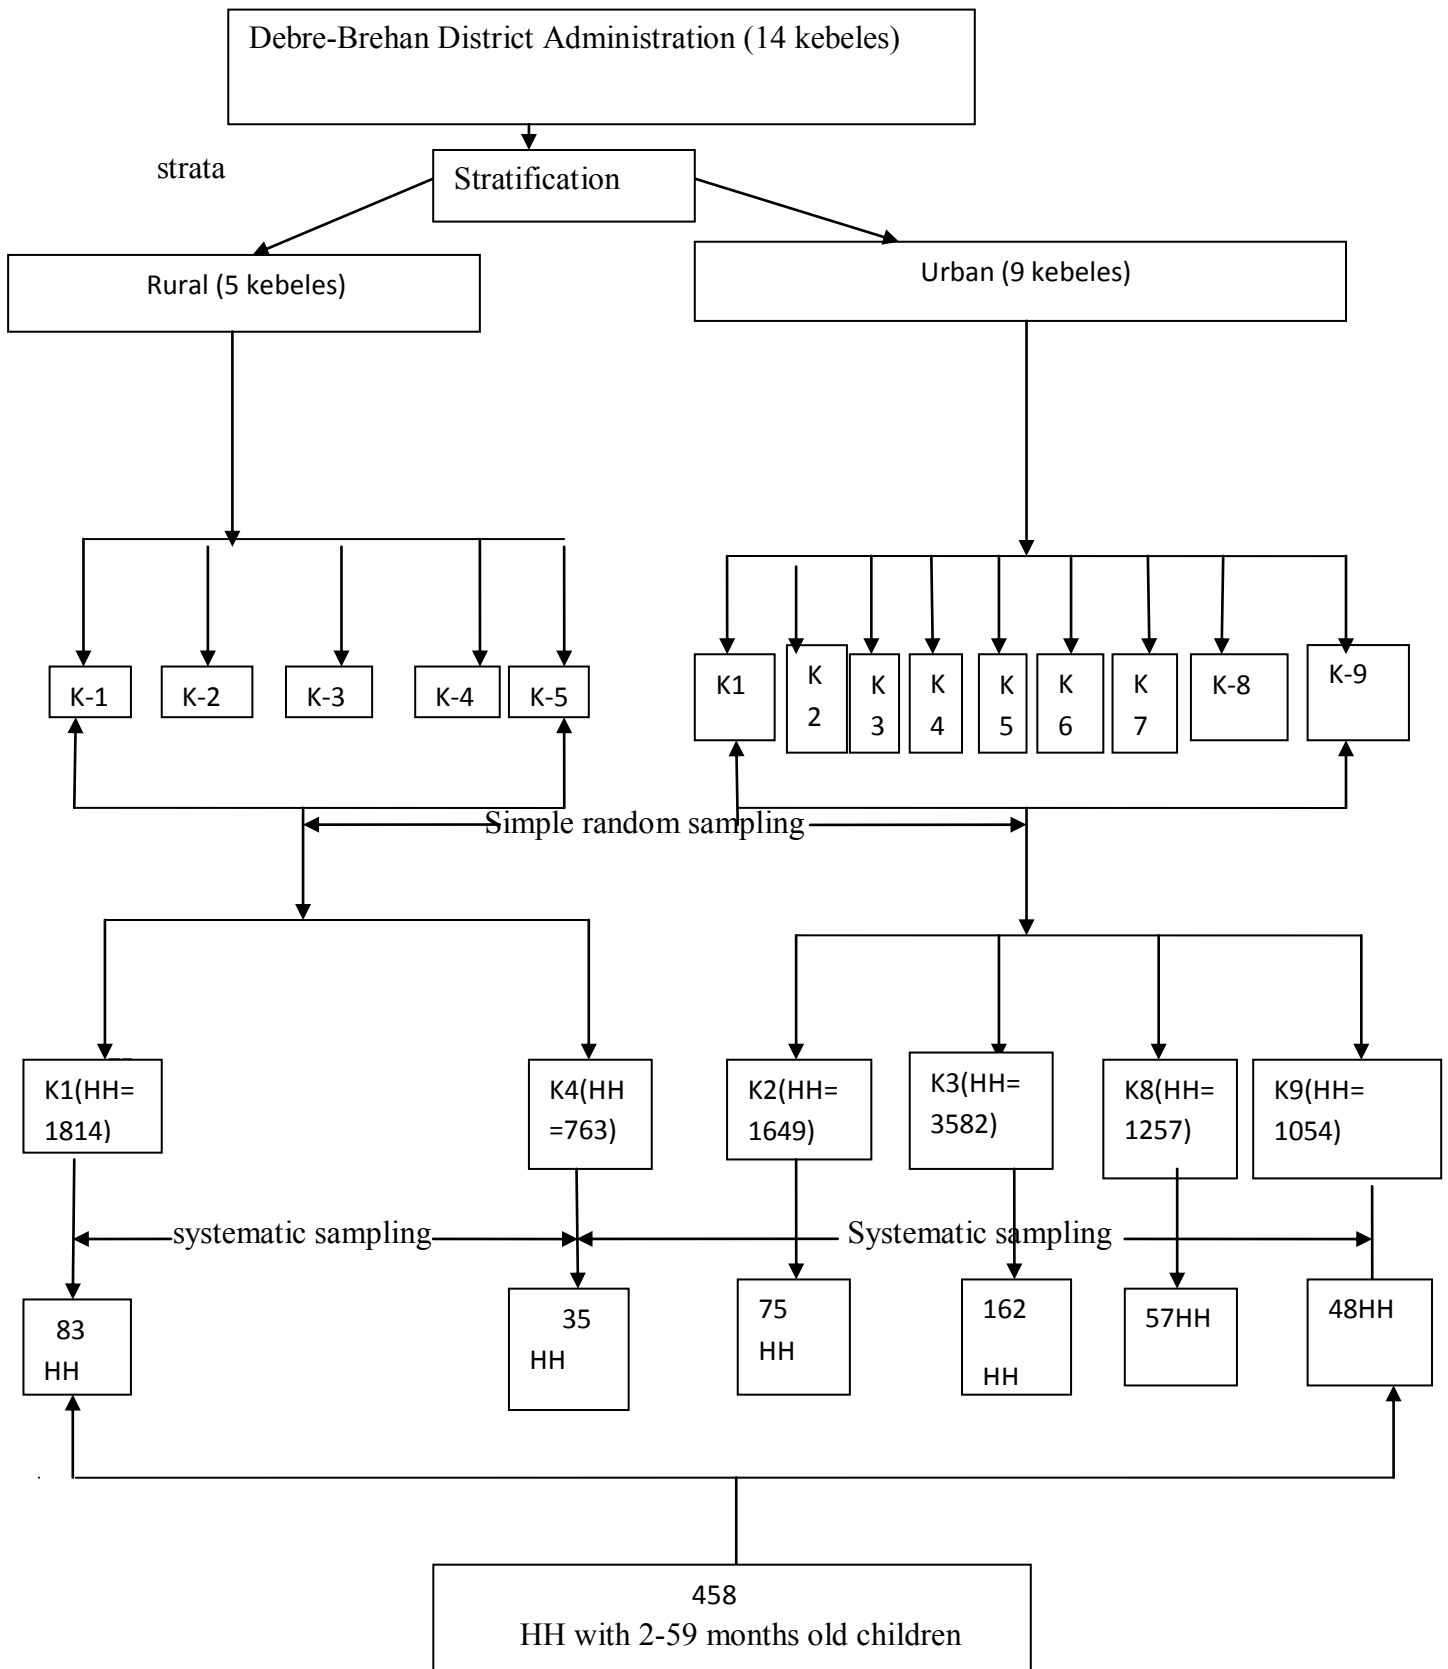 Debre-Brehan District Administration (14 kebeles)
strata
Stratification
Rural (5 kebeles)
Urban (9 kebeles)
K-1
K-2
K-3
K-4
K-5
K1
K
2
K
3
K
4
K
5
K
6
K
7
K-8
K-9
Simple random sampling
K1(HH=
1814)
K4(HH
=763)
K2(HH=
1649)
K3(HH=
3582)
K8(HH=
1257)
K9(HH=
1054)
systematic sampling
Systematic sampling
83
HH
35
HH
75
HH
162
HH
57HH
48HH
458
HH with 2-59 months old children